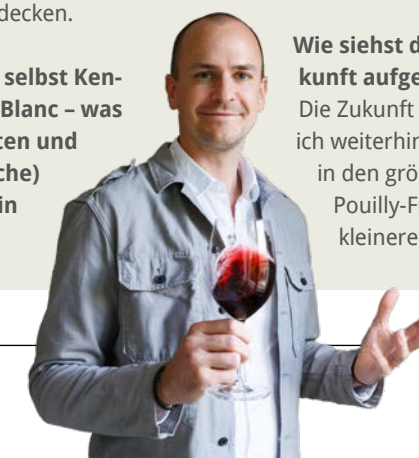 decken.
selbst Ken-
Blanc – was
ten und
che)
in
Wie siehst d
kunft aufge
Die Zukunft
ich weiterhin
in den grö
Pouilly-F
kleinere